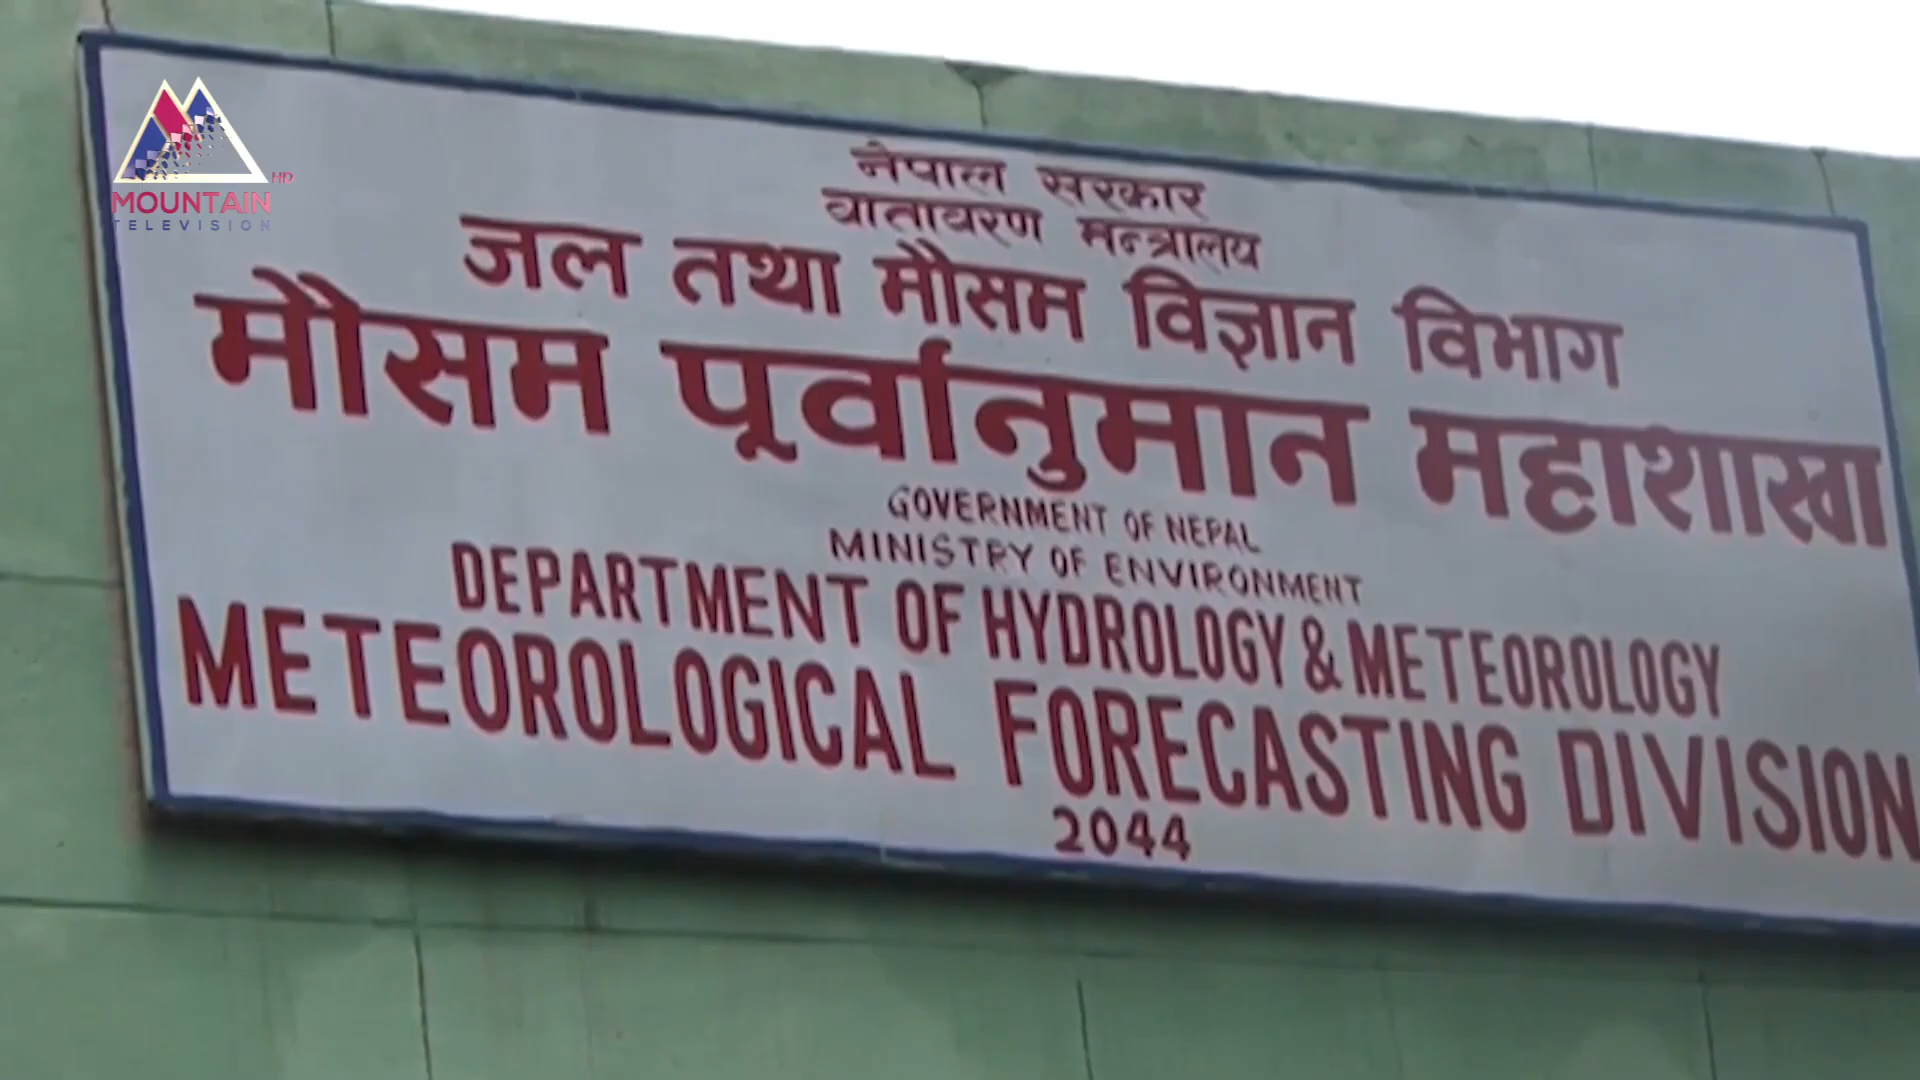 MOUNTAIN HD
TELEVISION
नेपाल सरकार
वातावरण मन्त्रालय
जल तथा मौसम विज्ञान विभाग
मौसम पूर्वानुमान महाशाखा
GOVERNMENT OF NEPAL
MINISTRY OF ENVIRONMENT
DEPARTMENT OF HYDROLOGY & METEOROLOGY
METEOROLOGICAL FORECASTING DIVISION
2044